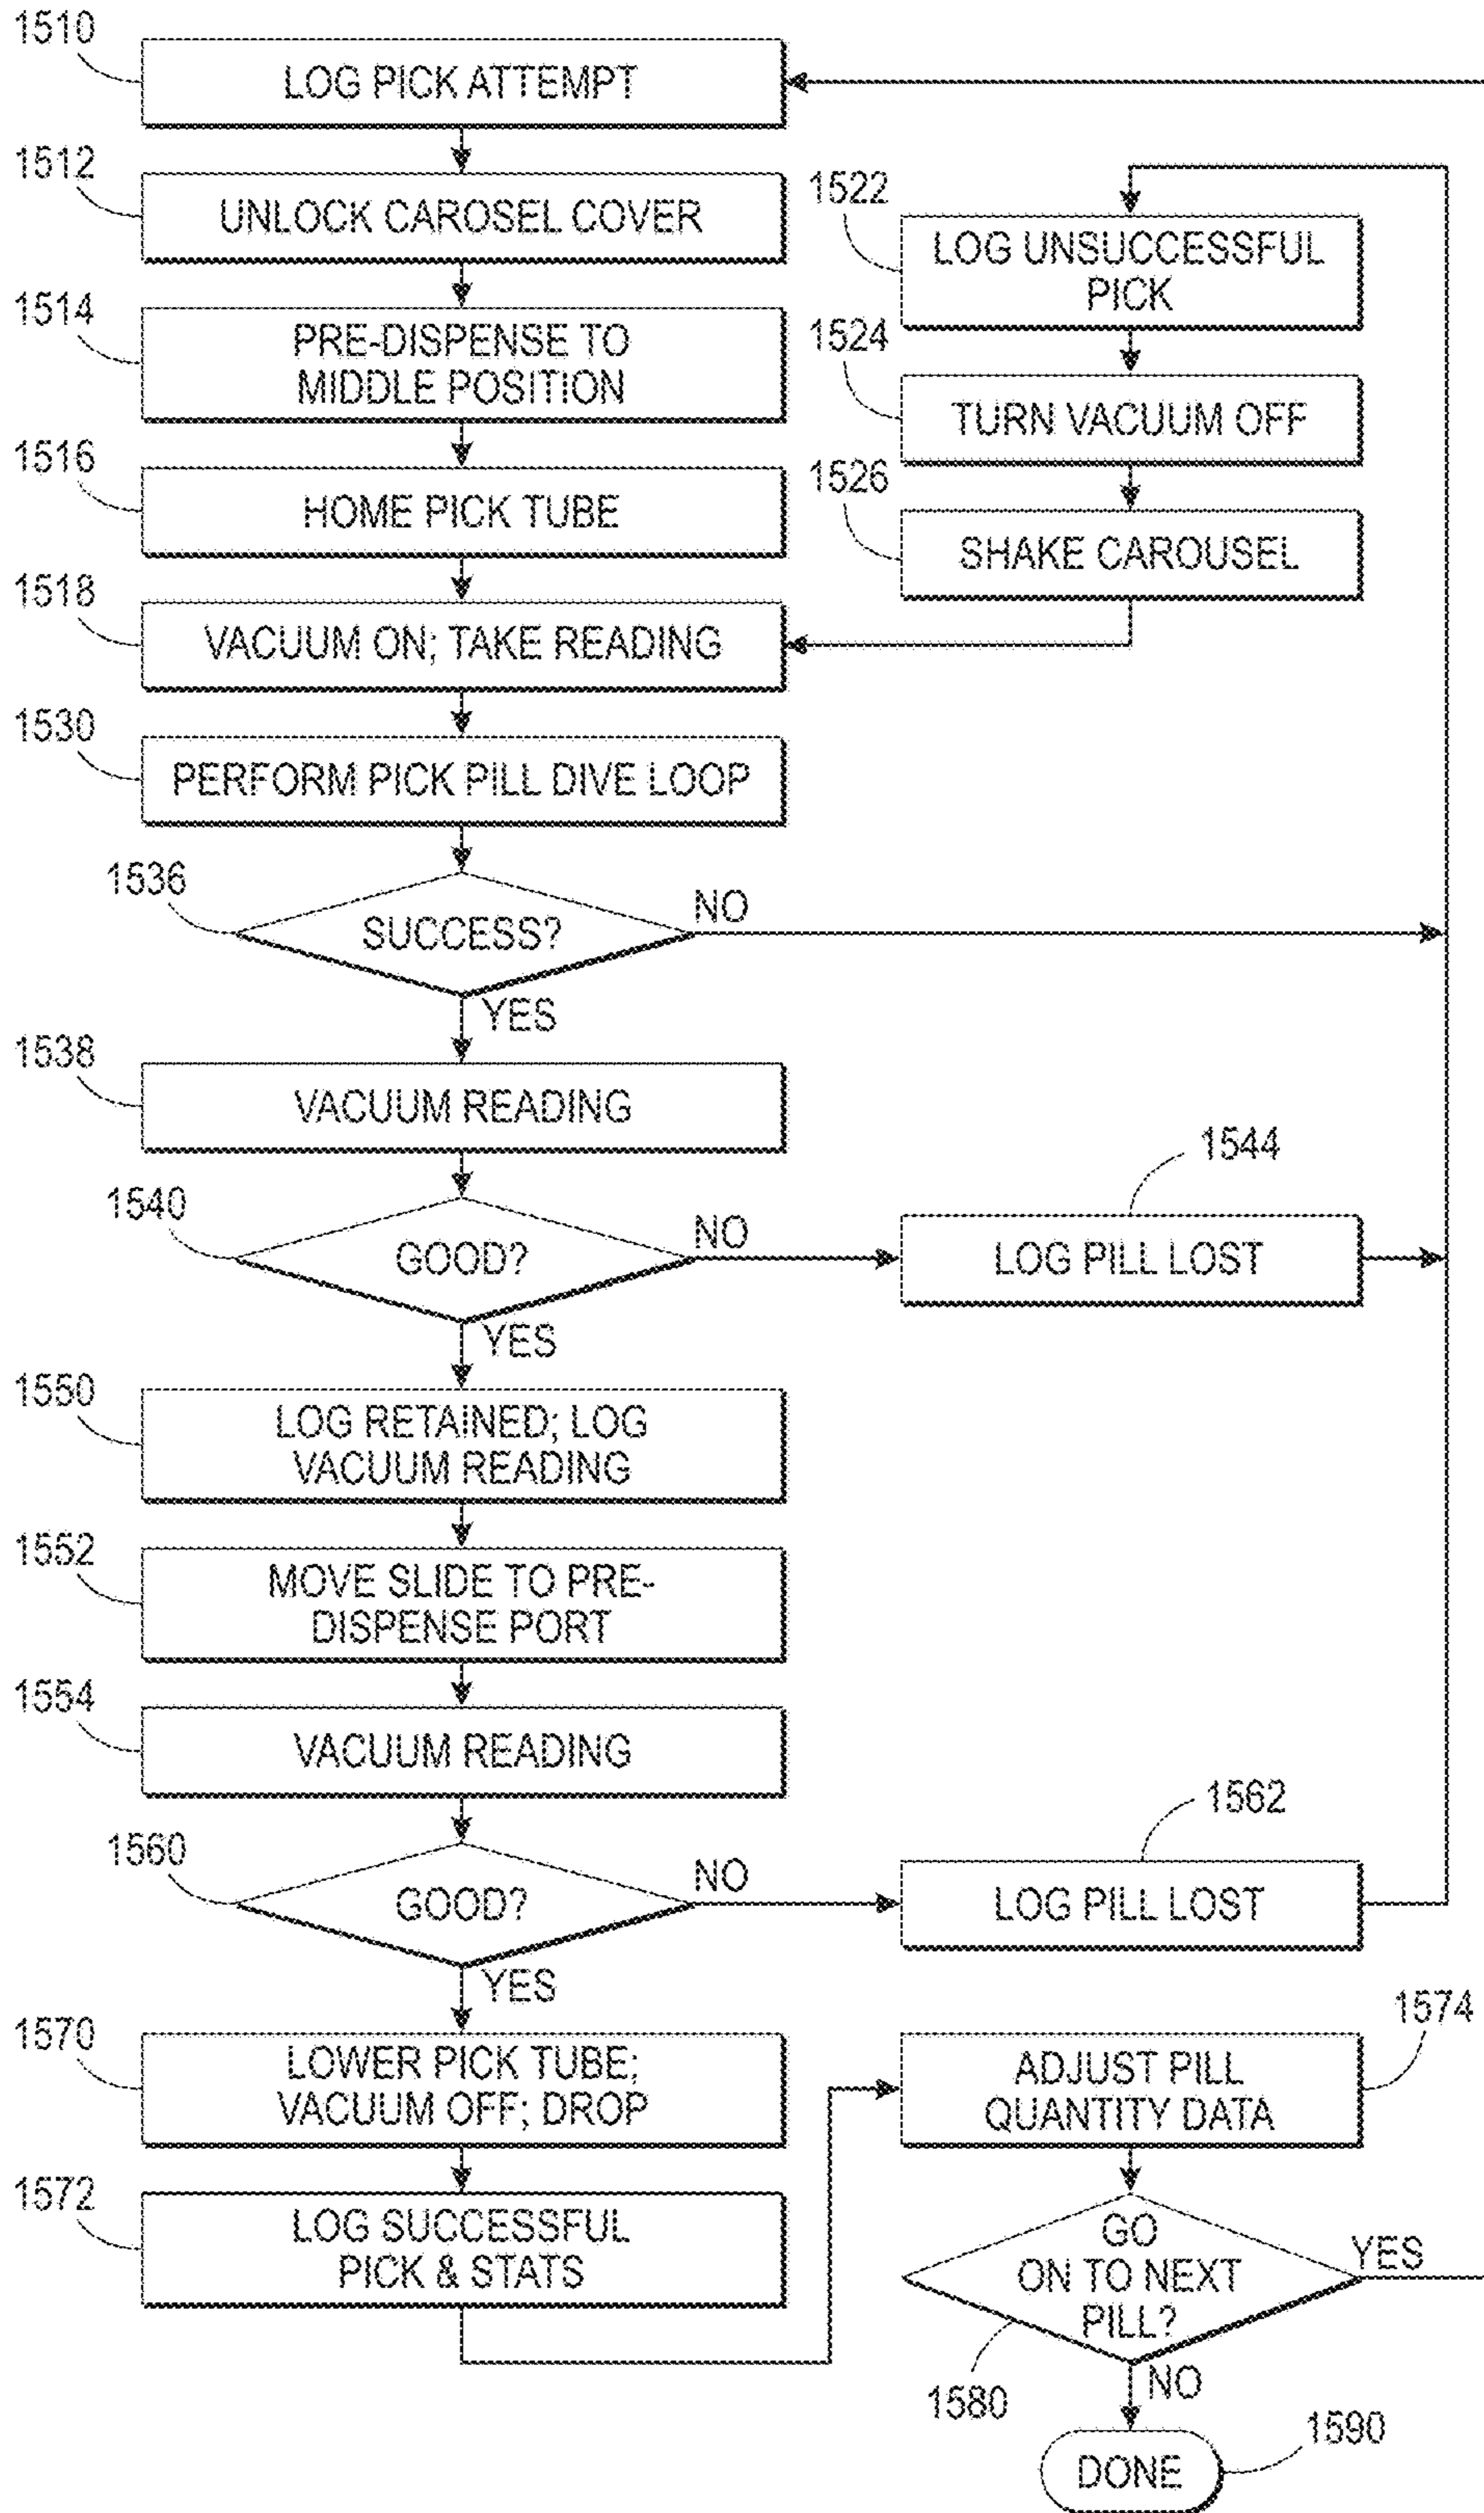 1510
LOG PICK ATTEMPT
1512
UNLOCK CAROSEL COVER
1514
PRE-DISPENSE TO
MIDDLE POSITION
1516
HOME PICK TUBE
1518
VACUUM ON; TAKE READING
1522
LOG UNSUCCESSFUL
PICK
1524
TURN VACUUM OFF
1526
SHAKE CAROUSEL
1530
PERFORM PICK PILL DIVE LOOP
1536
SUCCESS?
NO
YES
1538
VACUUM READING
1540
GOOD?
NO
1544
LOG PILL LOST
YES
1550
LOG RETAINED; LOG
VACUUM READING
1552
MOVE SLIDE TO PRE-
DISPENSE PORT
1554
VACUUM READING
1560
GOOD?
NO
1562
LOG PILL LOST
YES
1570
LOWER PICK TUBE;
VACUUM OFF; DROP
1572
LOG SUCCESSFUL
PICK & STATS
1574
ADJUST PILL
QUANTITY DATA
GO
ON TO NEXT
PILL?
YES
1580
NO
1590
DONE